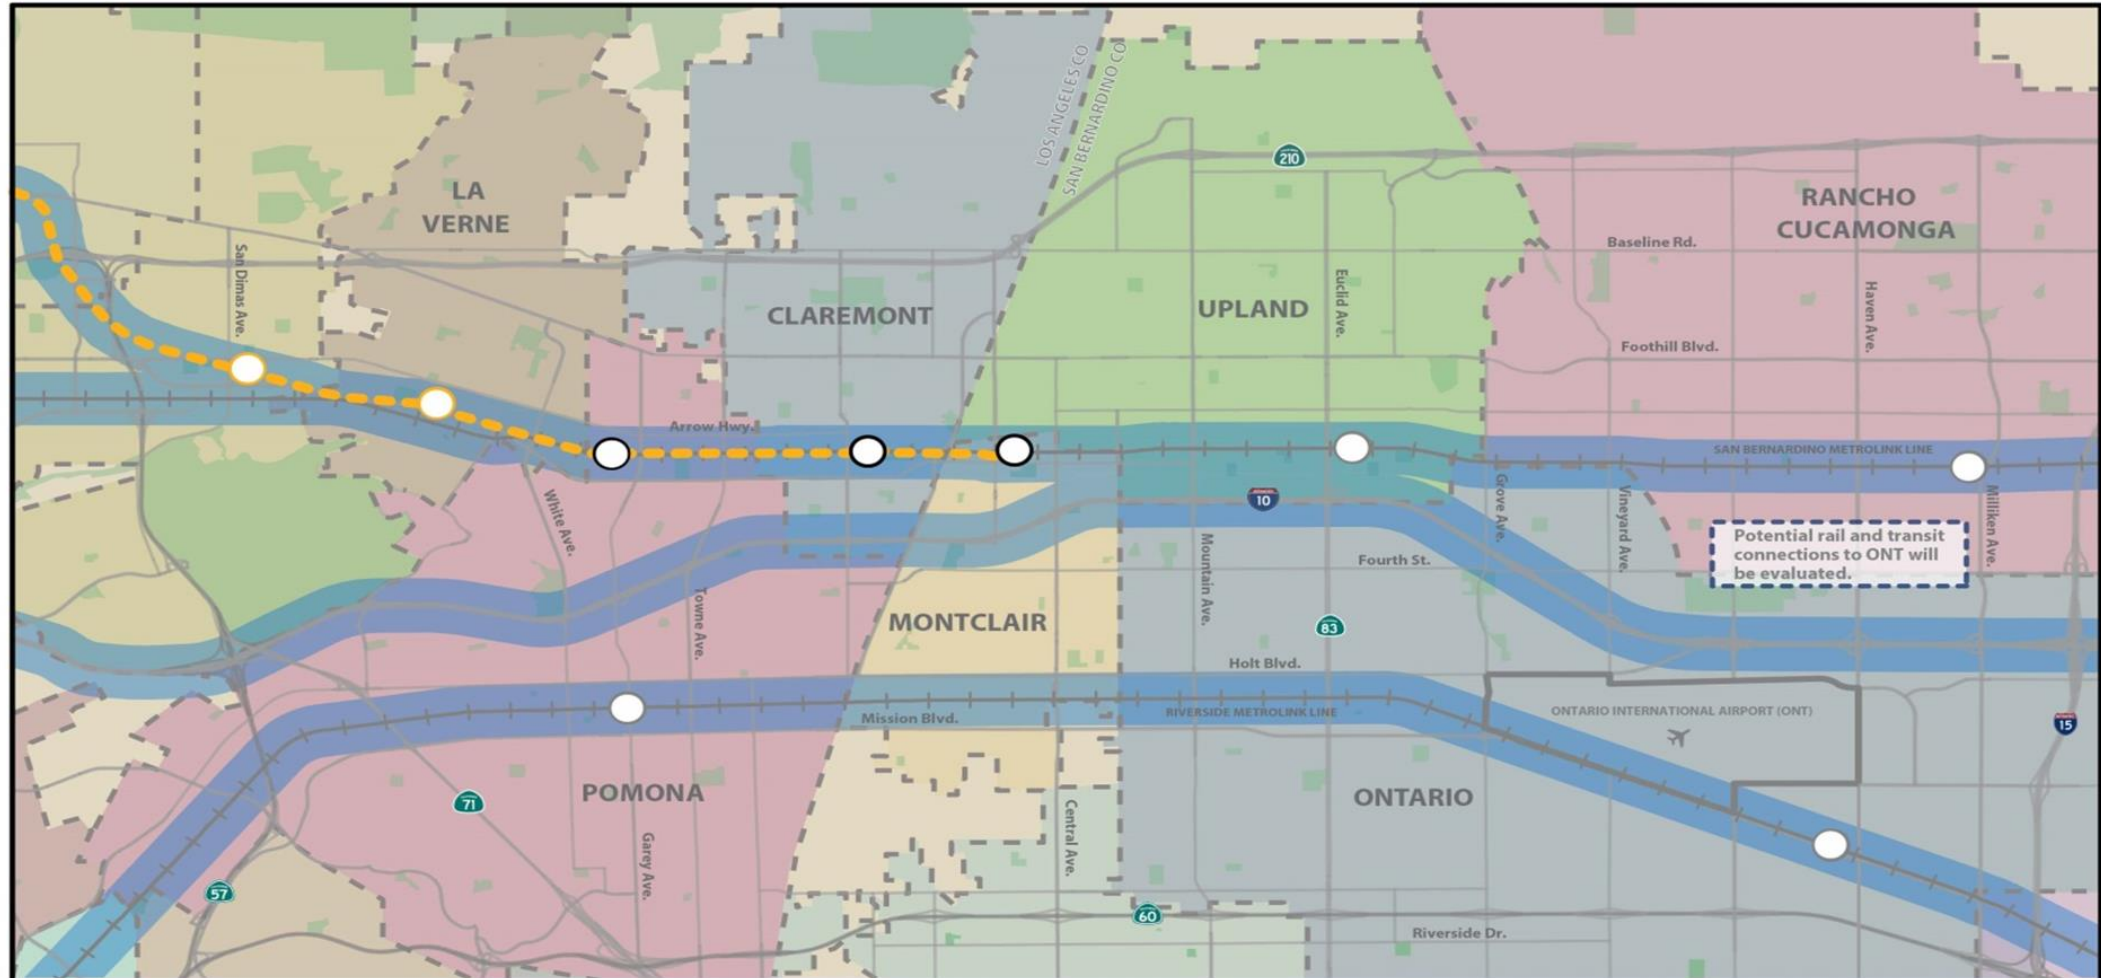 LOS ANGELES CO
SAN BERNARDINO CO
210
LA
VERNE
RANCHO
CUCAMONGA
Baseline Rd.
San Dimas Ave.
Euclid Ave.
Haven Ave.
CLAREMONT
UPLAND
Foothill Blvd.
Arrow Hwy.
SAN BERNARDINO METROLINK LINE
10
White Ave.
Grove Ave.
Vineyard Ave.
Milliken Ave.
Potential rail and transit
connections to ONT will
be evaluated.
Mountain Ave.
Fourth St.
Towne Ave.
MONTCLAIR
83
Holt Blvd.
Mission Blvd.
RIVERSIDE METROLINK LINE
ONTARIO INTERNATIONAL AIRPORT (ONT)
15
POMONA
71
ONTARIO
Central Ave.
Garey Ave.
57
60
Riverside Dr.